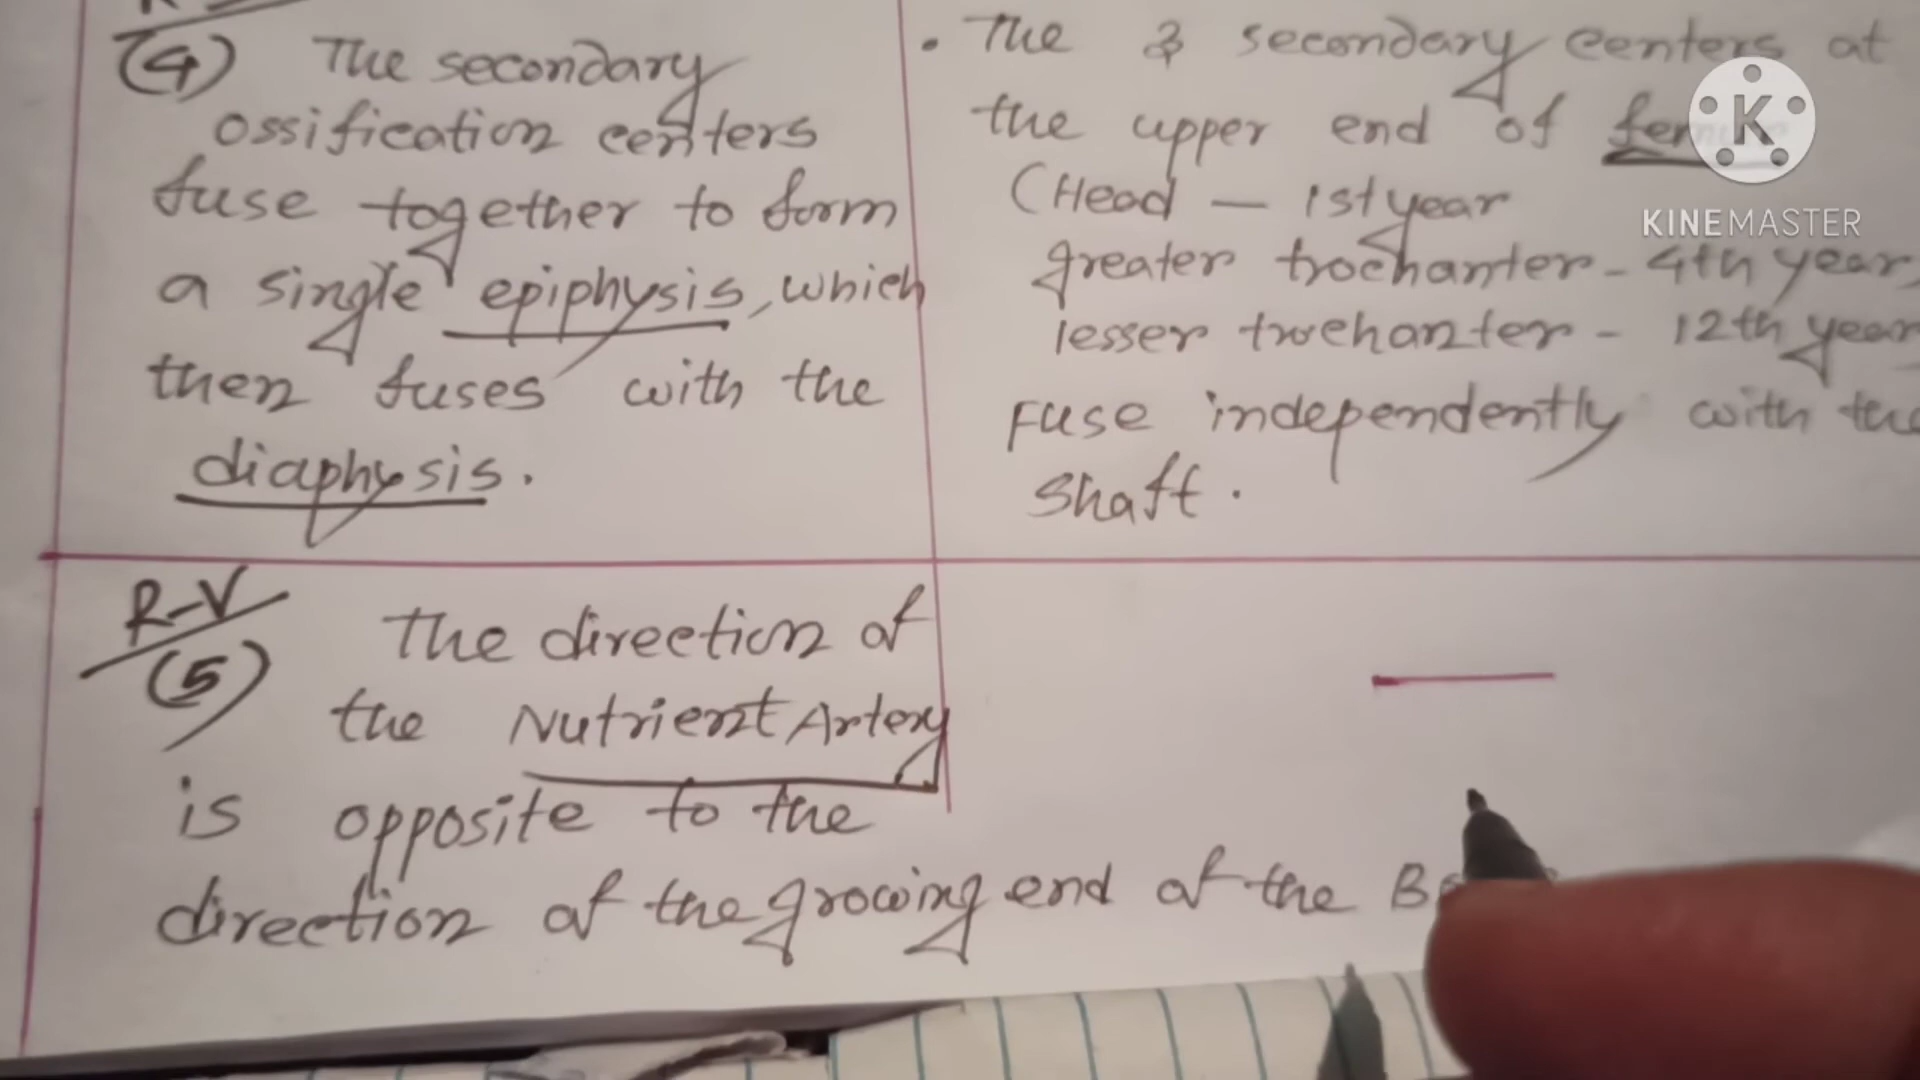 (4) The secondary
ossification centers
fuse together to form
a single epiphysis, which
then fuses with the
diaphysis.
. The 3 secondary centers at
the upper end of
(Head - 1st year
greater trochanter - 4th year,
lesser trochanter - 12th year
Fuse independently with the
shaft.
R-V
(5) The direction of
the Nutrient Artery
is opposite to the
direction of the growing end of the
K
KINEMASTER